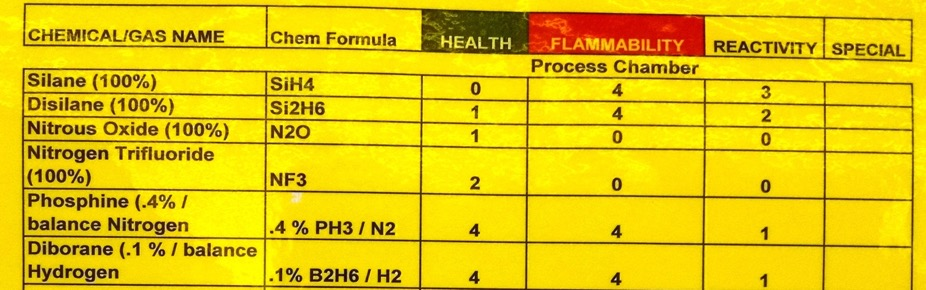 CHEMICAL/GAS NAME Chem Formula HEALTH FLAMMABILITY REACTIVITY SPECIAL
Process Chamber
Silane (100%) SiH4 0 4 3
Disilane (100%) Si2H6 1 4 2
Nitrous Oxide (100%) N2O 1 0 0
Nitrogen Trifluoride
(100%) NF3 2 0 0
Phosphine (.4% /
balance Nitrogen .4 % PH3 / N2 4 4 1
Diborane (.1 % / balance
Hydrogen .1% B2H6 / H2 4 4 1